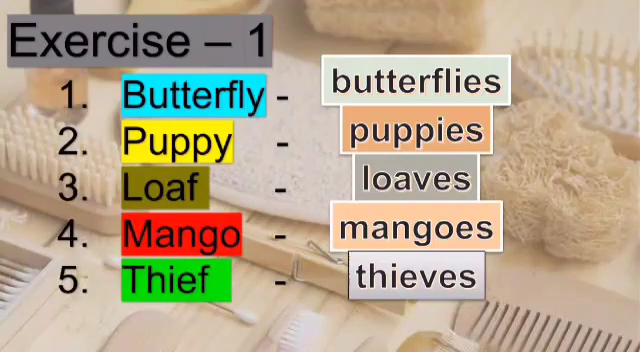 Exercise – 1
1. Butterfly - butterflies
2. Puppy - puppies
3. Loaf - loaves
4. Mango - mangoes
5. Thief - thieves